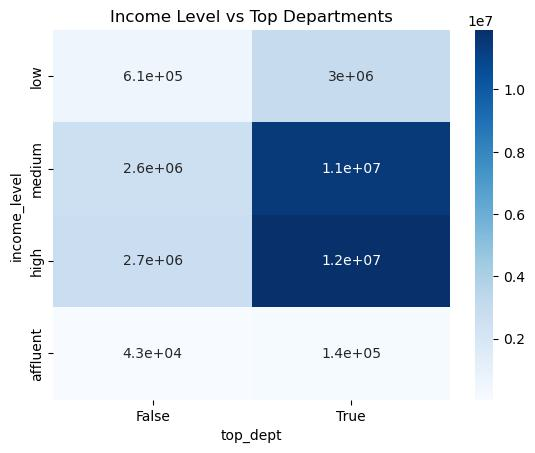 Income Level vs Top Departments
1e7
low
6.1e+05
3e+06
1.0
medium
2.6e+06
1.1e+07
0.8
income_level
0.6
high
2.7e+06
1.2e+07
0.4
affluent
4.3e+04
1.4e+05
0.2
False
True
top_dept